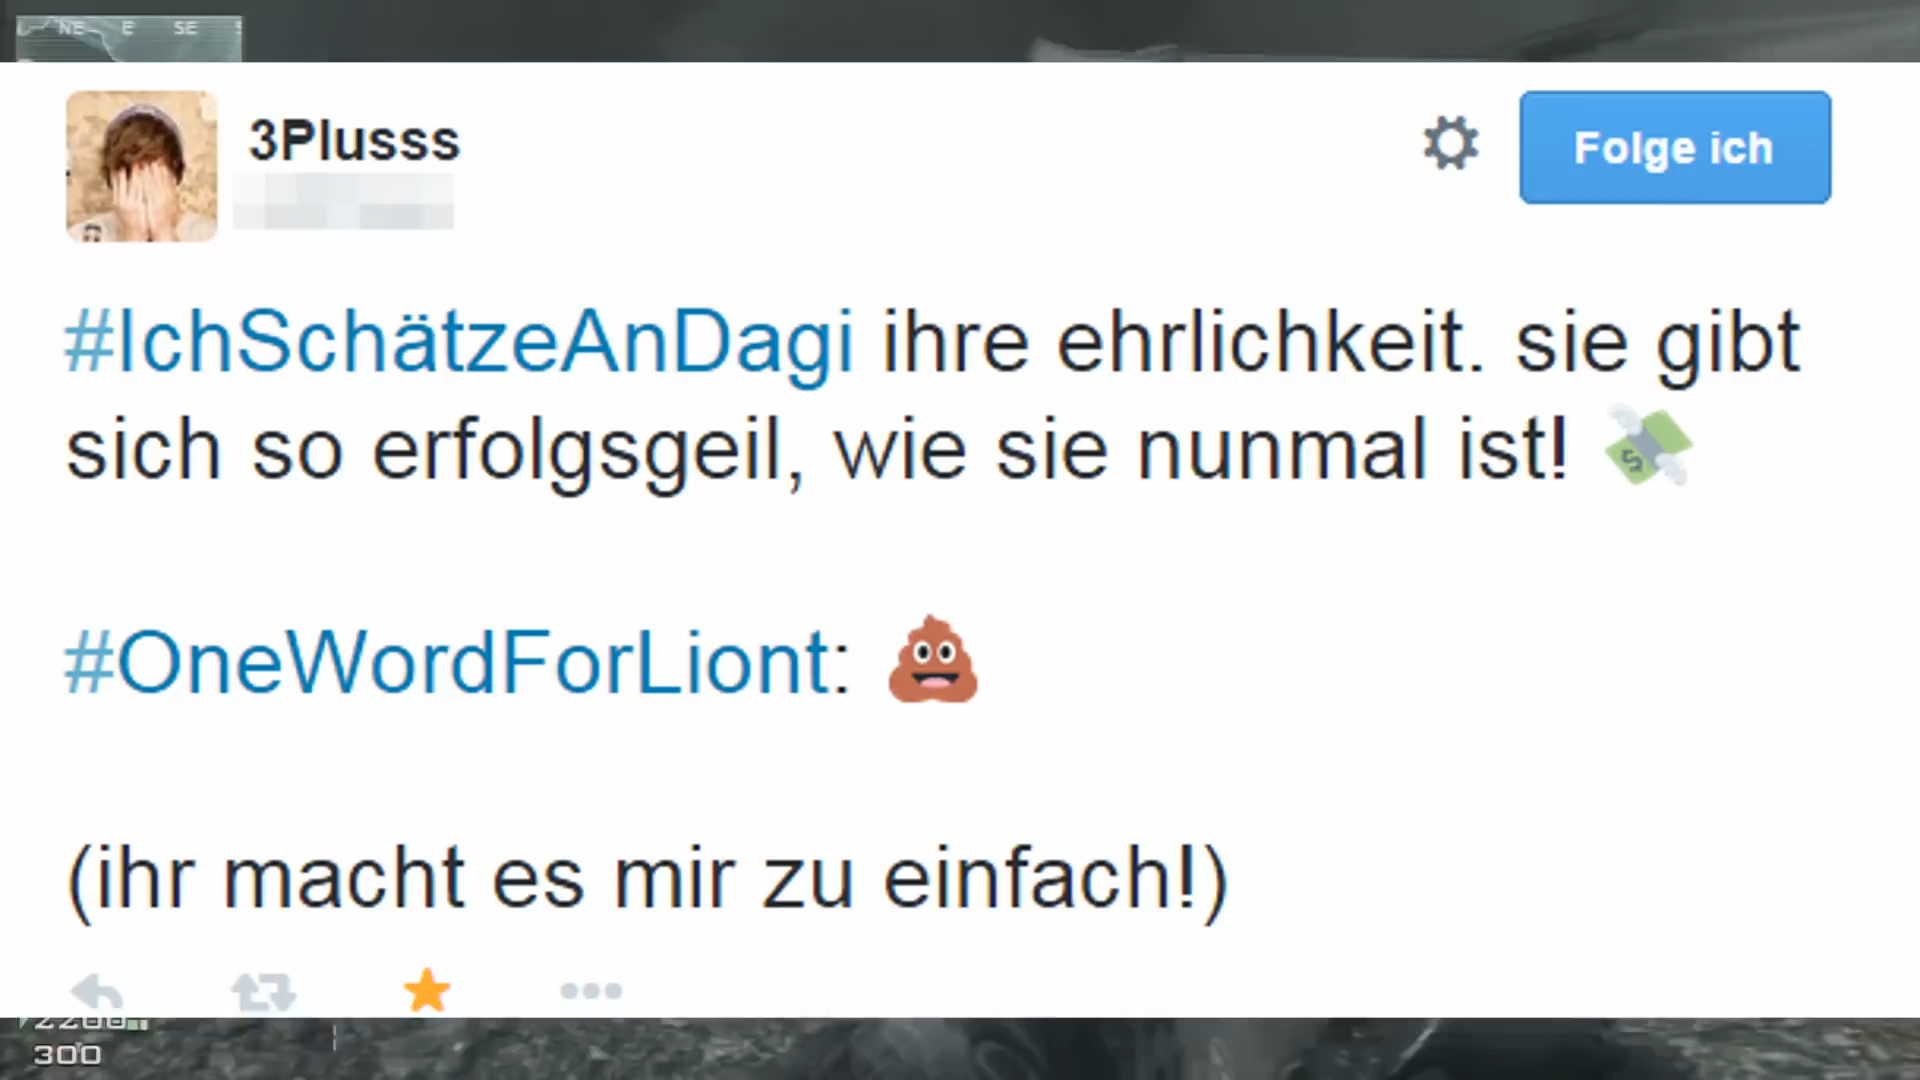 NE E SE
3Plusss
Folge ich
#IchSchätzeAnDagi ihre ehrlichkeit. sie gibt
sich so erfolgsgeil, wie sie nunmal ist! 💸
#OneWordForLiont: 💩
(ihr macht es mir zu einfach!)
300